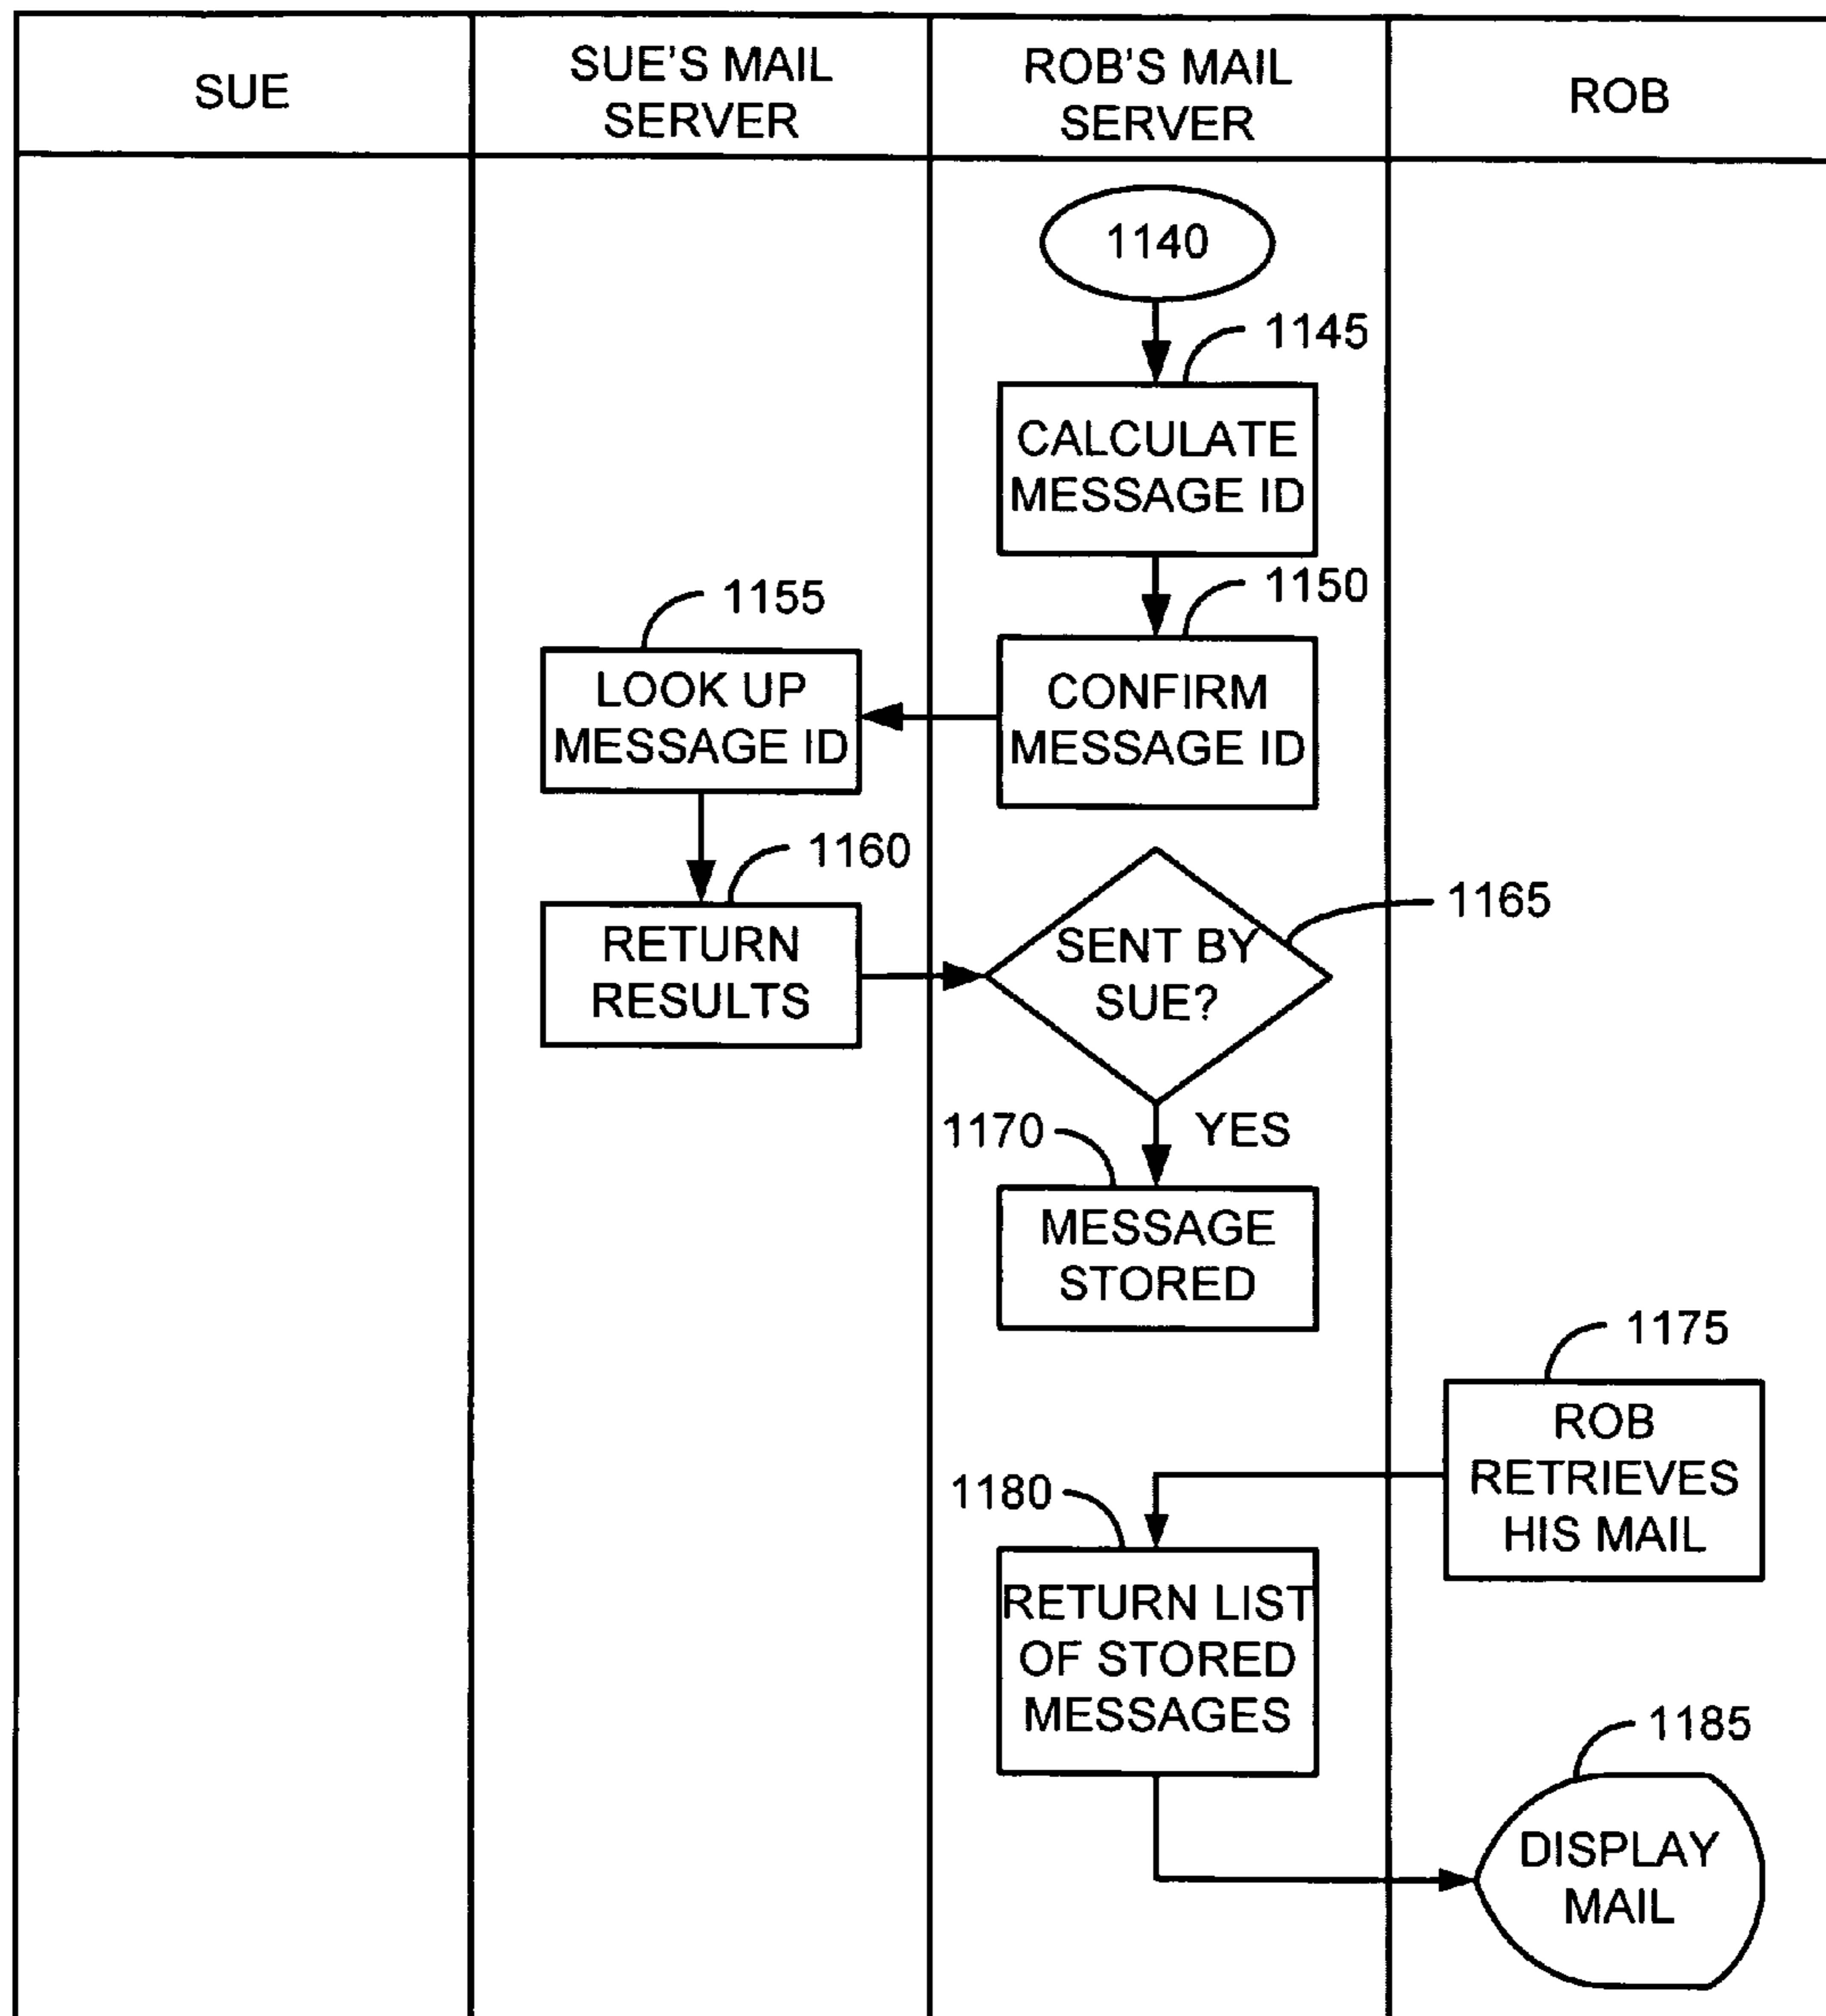 SUE
SUE'S MAIL
SERVER
ROB'S MAIL
SERVER
ROB
1140
1145
CALCULATE
MESSAGE ID
1150
CONFIRM
MESSAGE ID
1155
LOOK UP
MESSAGE ID
1160
RETURN
RESULTS
1165
SENT BY
SUE?
YES
1170
MESSAGE
STORED
1175
ROB
RETRIEVES
HIS MAIL
1180
RETURN LIST
OF STORED
MESSAGES
1185
DISPLAY
MAIL